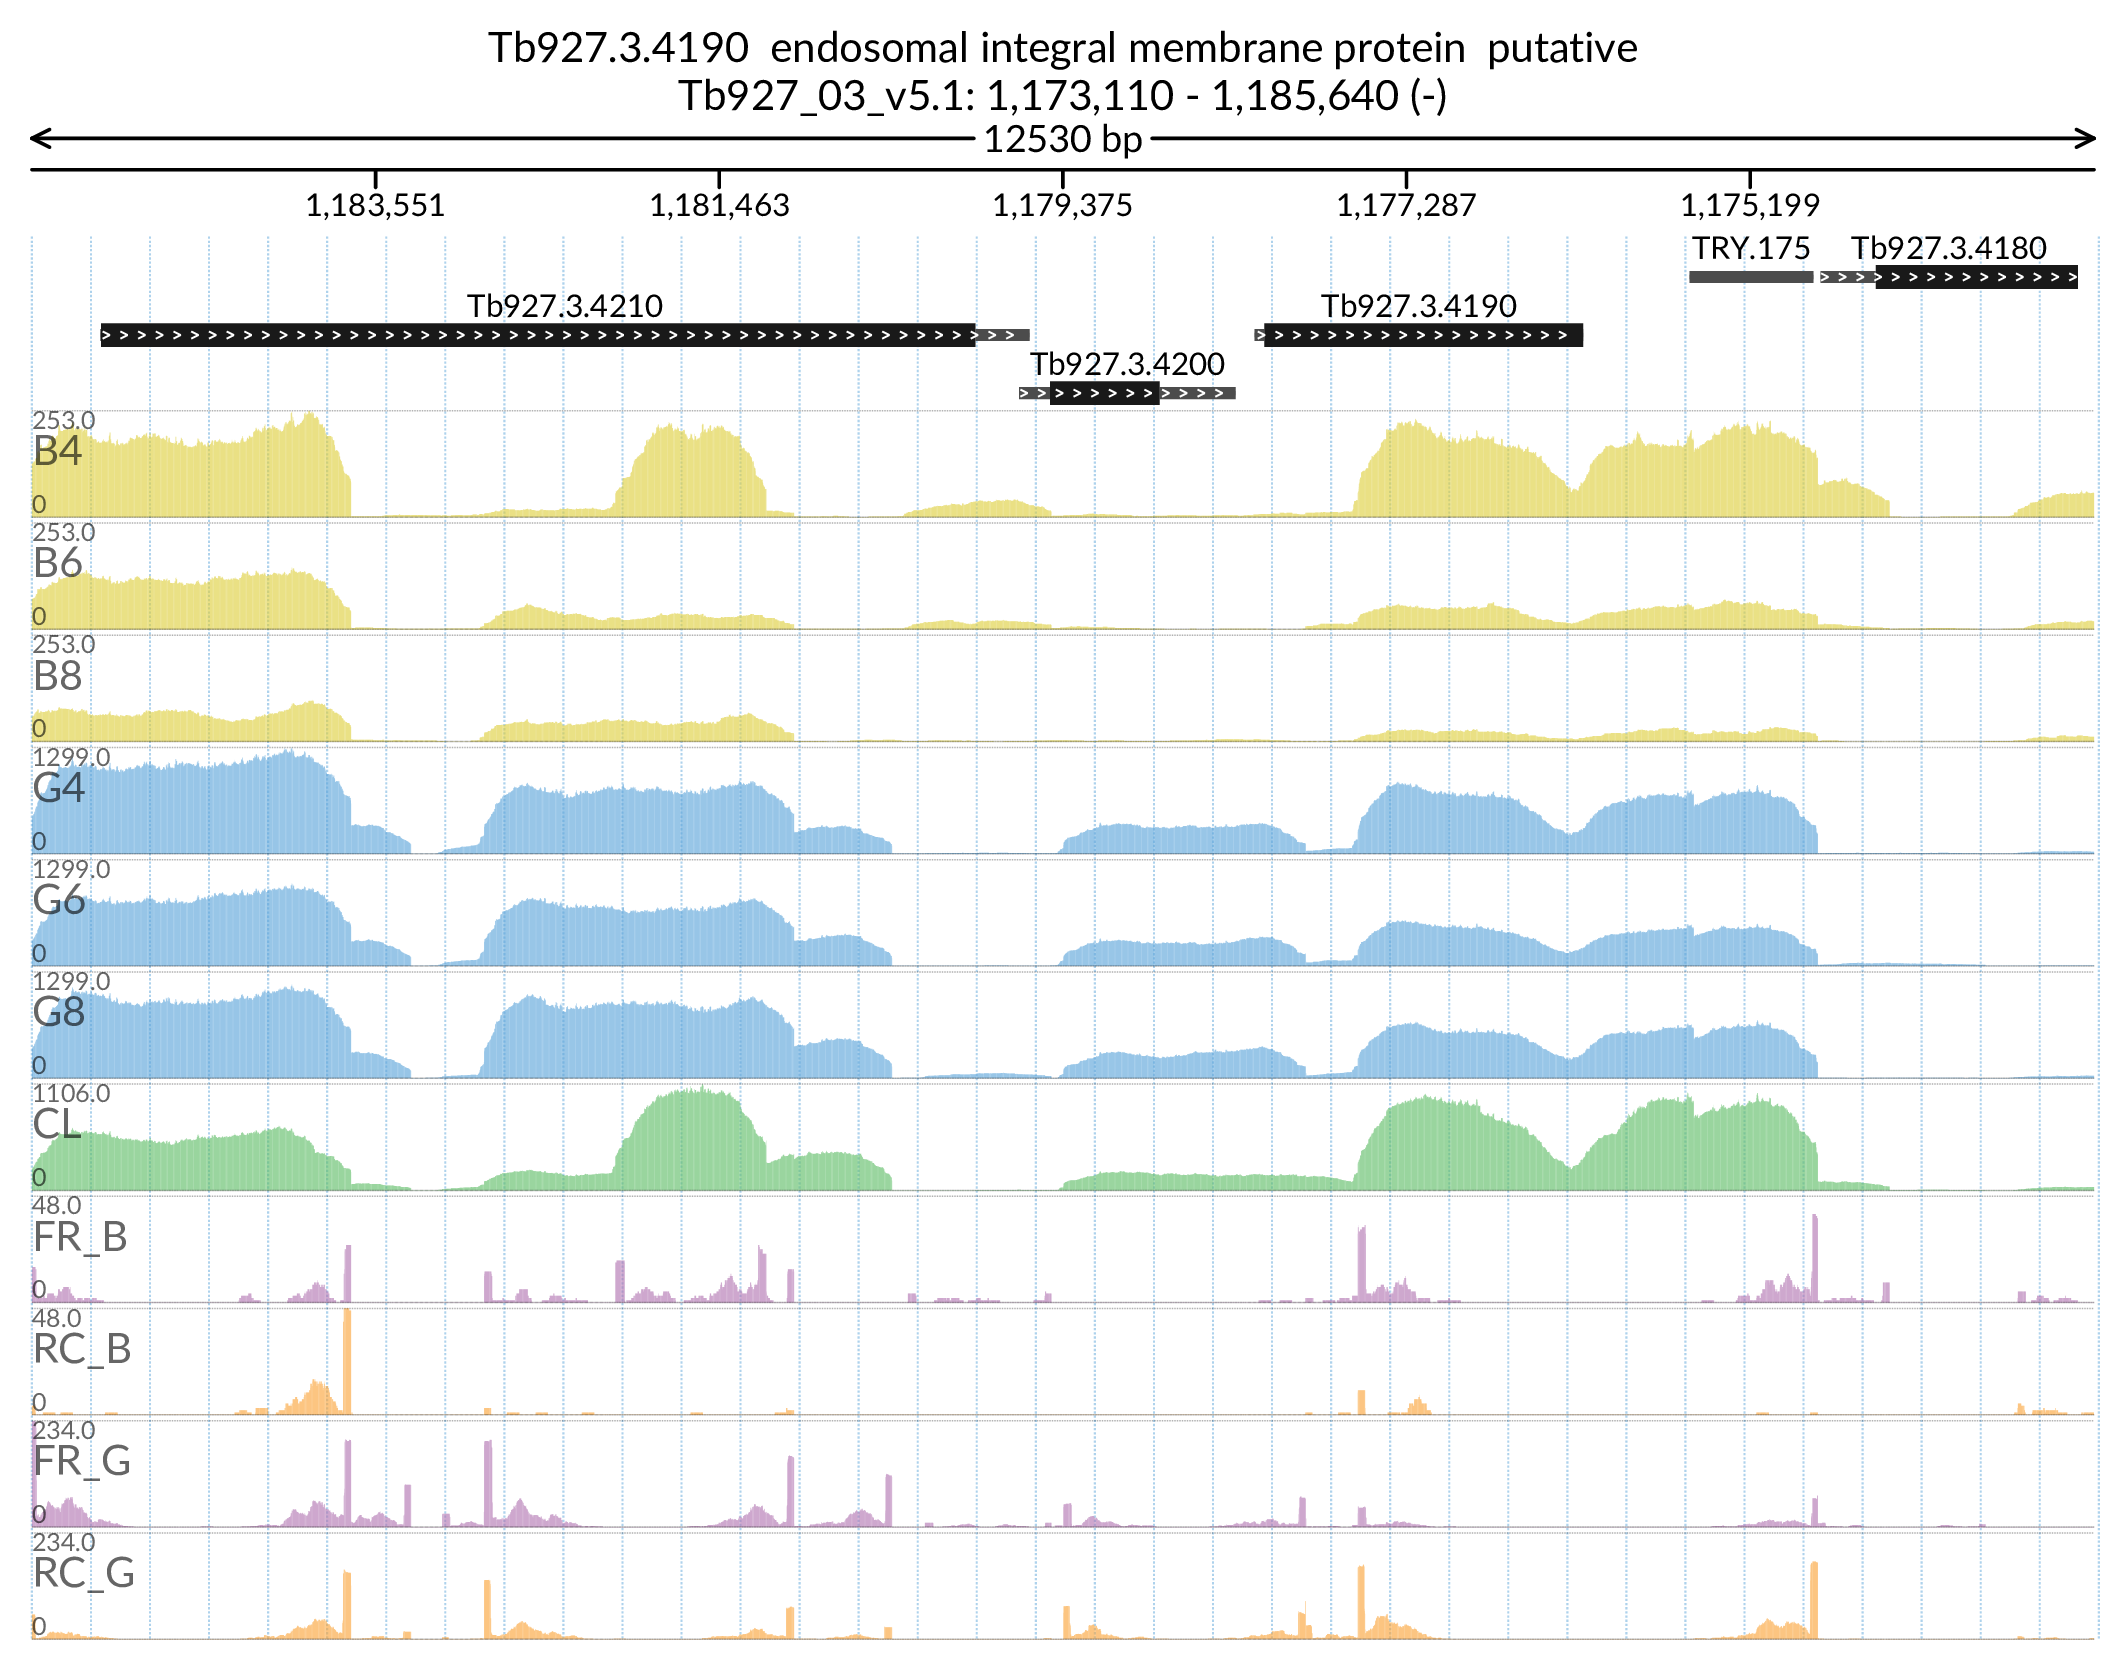 Tb927.3.4190 endosomal integral membrane protein putative
Tb927_03_v5.1: 1,173,110 - 1,185,640 (-)
12530 bp
1,183,551 1,181,463 1,179,375 1,177,287 1,175,199
TRY.175 Tb927.3.4180
Tb927.3.4210 Tb927.3.4190
Tb927.3.4200
253.0
B4
0
253.0
B6
0
253.0
B8
0
1299.0
G4
0
1299.0
G6
0
1299.0
G8
0
1106.0
CL
0
48.0
FR_B
0
48.0
RC_B
0
234.0
FR_G
0
234.0
RC_G
0